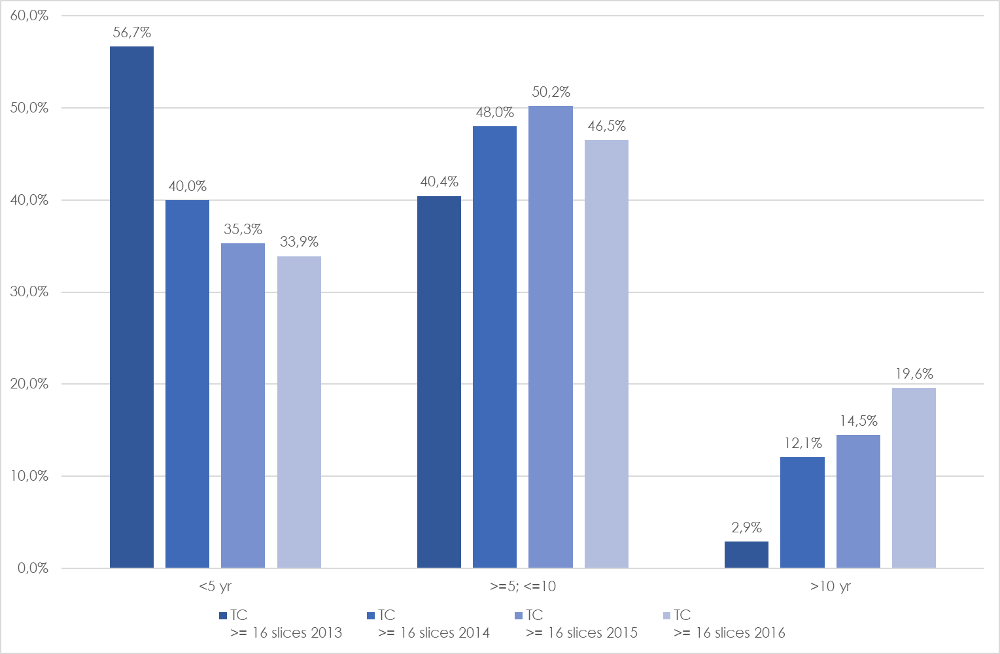 60,0%
50,0%
40,0%
30,0%
20,0%
10,0%
0,0%
56,7%
40,0%
35,3%
33,9%
40,4%
48,0%
50,2%
46,5%
2,9%
12,1%
14,5%
19,6%
<5 yr
>=5; <=10
>10 yr
TC
>= 16 slices 2013
TC
>= 16 slices 2014
TC
>= 16 slices 2015
TC
>= 16 slices 2016